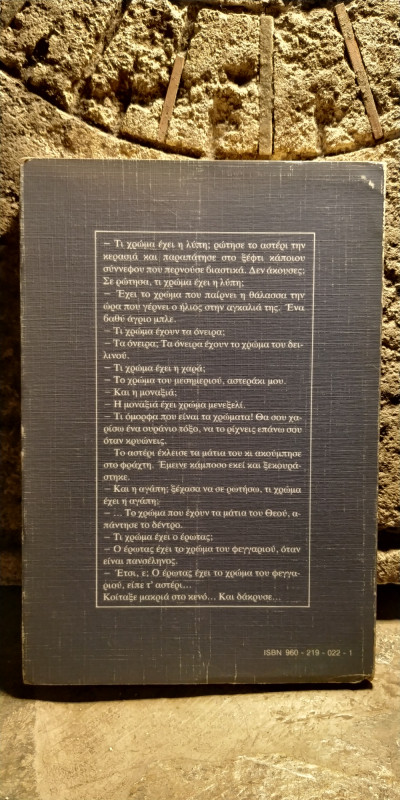 – Τι χρώμα έχει η λύπη; ρώτησε το αστέρι την
κερασιά και παραπάτησε στο ξέφτι κάποιου
σύννεφου που περνούσε βιαστικά. Δεν άκουσες;
Σε ρώτησα, τι χρώμα έχει η λύπη;
– Έχει το χρώμα που παίρνει η θάλασσα την
ώρα που γέρνει ο ήλιος στην αγκαλιά της. Ένα
βαθύ άγριο μπλε.
– Τι χρώμα έχουν τα όνειρα;
– Τα όνειρα; Τα όνειρα έχουν το χρώμα του δει-
λινού.
– Τι χρώμα έχει η χαρά;
– Το χρώμα του μεσημεριού, αστεράκι μου.
– Και η μοναξιά;
– Η μοναξιά έχει χρώμα μενεξελί.
– Τι όμορφα που είναι τα χρώματα! Θα σου χα-
ρίσω ένα ουράνιο τόξο, να το ρίχνεις επάνω σου
όταν κρυώνεις.
Το αστέρι έκλεισε τα μάτια του κι ακούμπησε
στο φράχτη. Έμεινε κάμποσο εκεί και ξεκουρά-
στηκε.
– Και η αγάπη; ξέχασα να σε ρωτήσω, τι χρώμα
έχει η αγάπη;
– ... Το χρώμα που έχουν τα μάτια του Θεού, α-
πάντησε το δέντρο.
– Τι χρώμα έχει ο έρωτας;
– Ο έρωτας έχει το χρώμα του φεγγαριού, όταν
είναι πανσέληνος.
– Έτσι, ε; Ο έρωτας έχει το χρώμα του φεγγα-
ριού, είπε τ' αστέρι...
Κοίταξε μακριά στο κενό... Και δάκρυσε...
ISBN 960 - 219 - 022 - 1